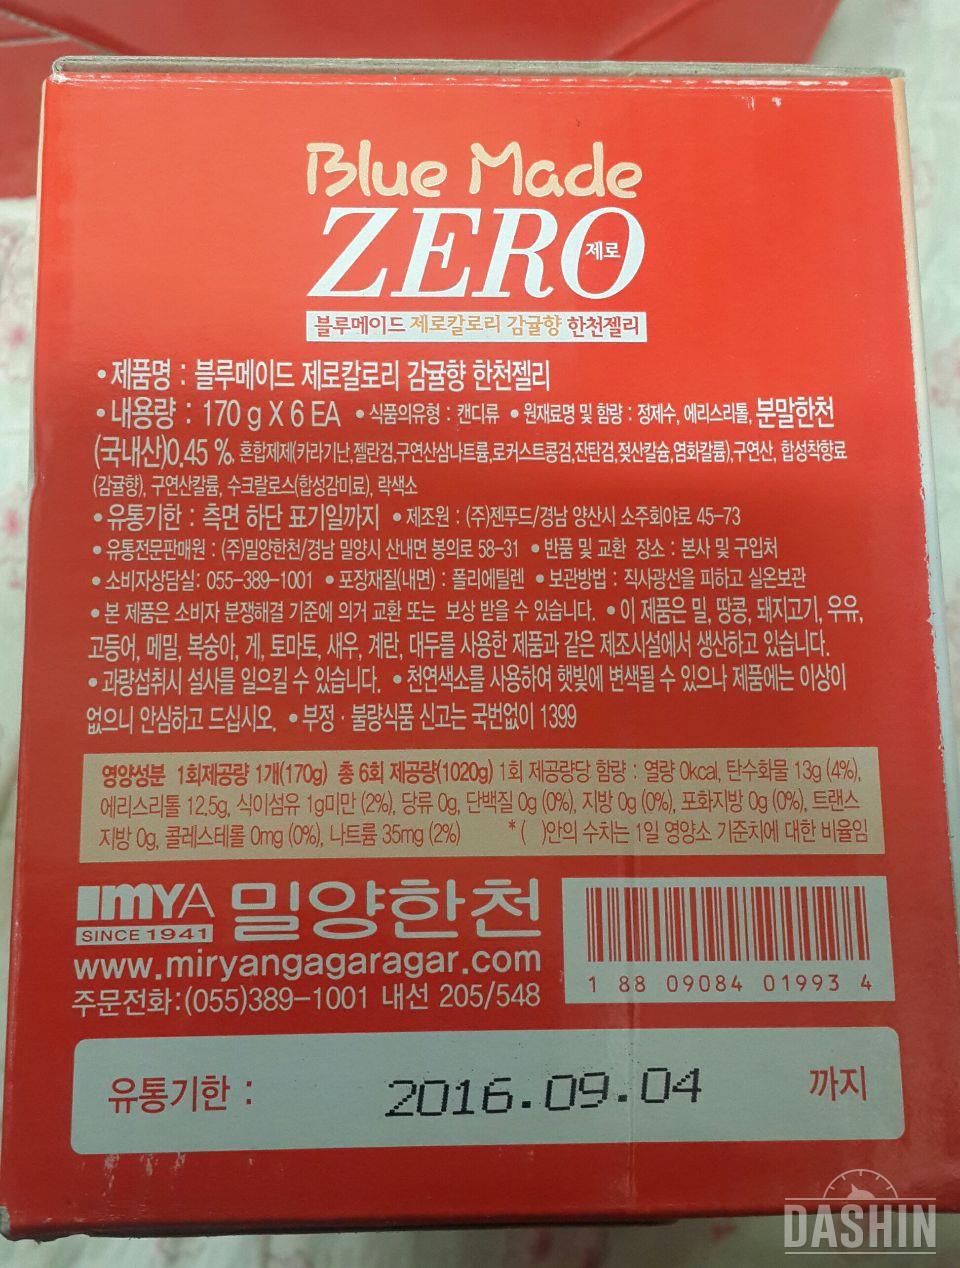 Blue Made
ZERO
제로
블루메이드 제로칼로리 감귤향 한천젤리
• 제품명 : 블루메이드 제로칼로리 감귤향 한천젤리
• 내용량 : 170 g X 6 EA • 식품의유형 : 캔디류 • 원재료명 및 함량 : 정제수, 에리스리톨, 분말한천
(국내산)0.45 %, 혼합제제(카라기난,젤란검,구연산삼나트륨,로커스트콩검,잔탄검,젖산칼슘,염화칼륨),구연산, 합성착향료
(감귤향), 구연산칼륨, 수크랄로스(합성감미료), 락색소
• 유통기한 : 측면 하단 표기일까지 • 제조원 : (주)젠푸드/경남 양산시 소주회야로 45-73
• 유통전문판매원 : (주)밀양한천/경남 밀양시 산내면 봉의로 58-31 • 반품 및 교환 장소 : 본사 및 구입처
• 소비자상담실: 055-389-1001 • 포장재질(내면) : 폴리에틸렌 • 보관방법 : 직사광선을 피하고 실온보관
• 본 제품은 소비자 분쟁해결 기준에 의거 교환 또는 보상 받을 수 있습니다. • 이 제품은 밀, 땅콩, 돼지고기, 우유,
고등어, 메밀, 복숭아, 게, 토마토, 새우, 계란, 대두를 사용한 제품과 같은 제조시설에서 생산하고 있습니다.
• 과량섭취시 설사를 일으킬 수 있습니다. • 천연색소를 사용하여 햇빛에 변색될 수 있으나 제품에는 이상이
없으니 안심하고 드십시오. • 부정 · 불량식품 신고는 국번없이 1399
영양성분 1회제공량 1개(170g) 총 6회 제공량(1020g) 1회 제공량당 함량 : 열량 0kcal, 탄수화물 13g (4%),
에리스리톨 12.5g, 식이섬유 1g미만 (2%), 당류 0g, 단백질 0g (0%), 지방 0g (0%), 포화지방 0g (0%), 트랜스
지방 0g, 콜레스테롤 0mg (0%), 나트륨 35mg (2%) *( )안의 수치는 1일 영양소 기준치에 대한 비율임
MYA 밀양한천
SINCE 1941
www.miryangagaragar.com
주문전화:(055)389-1001 내선 205/548
1 88 09084 01993 4
유통기한 : 2016.09.04 까지
DASHIN